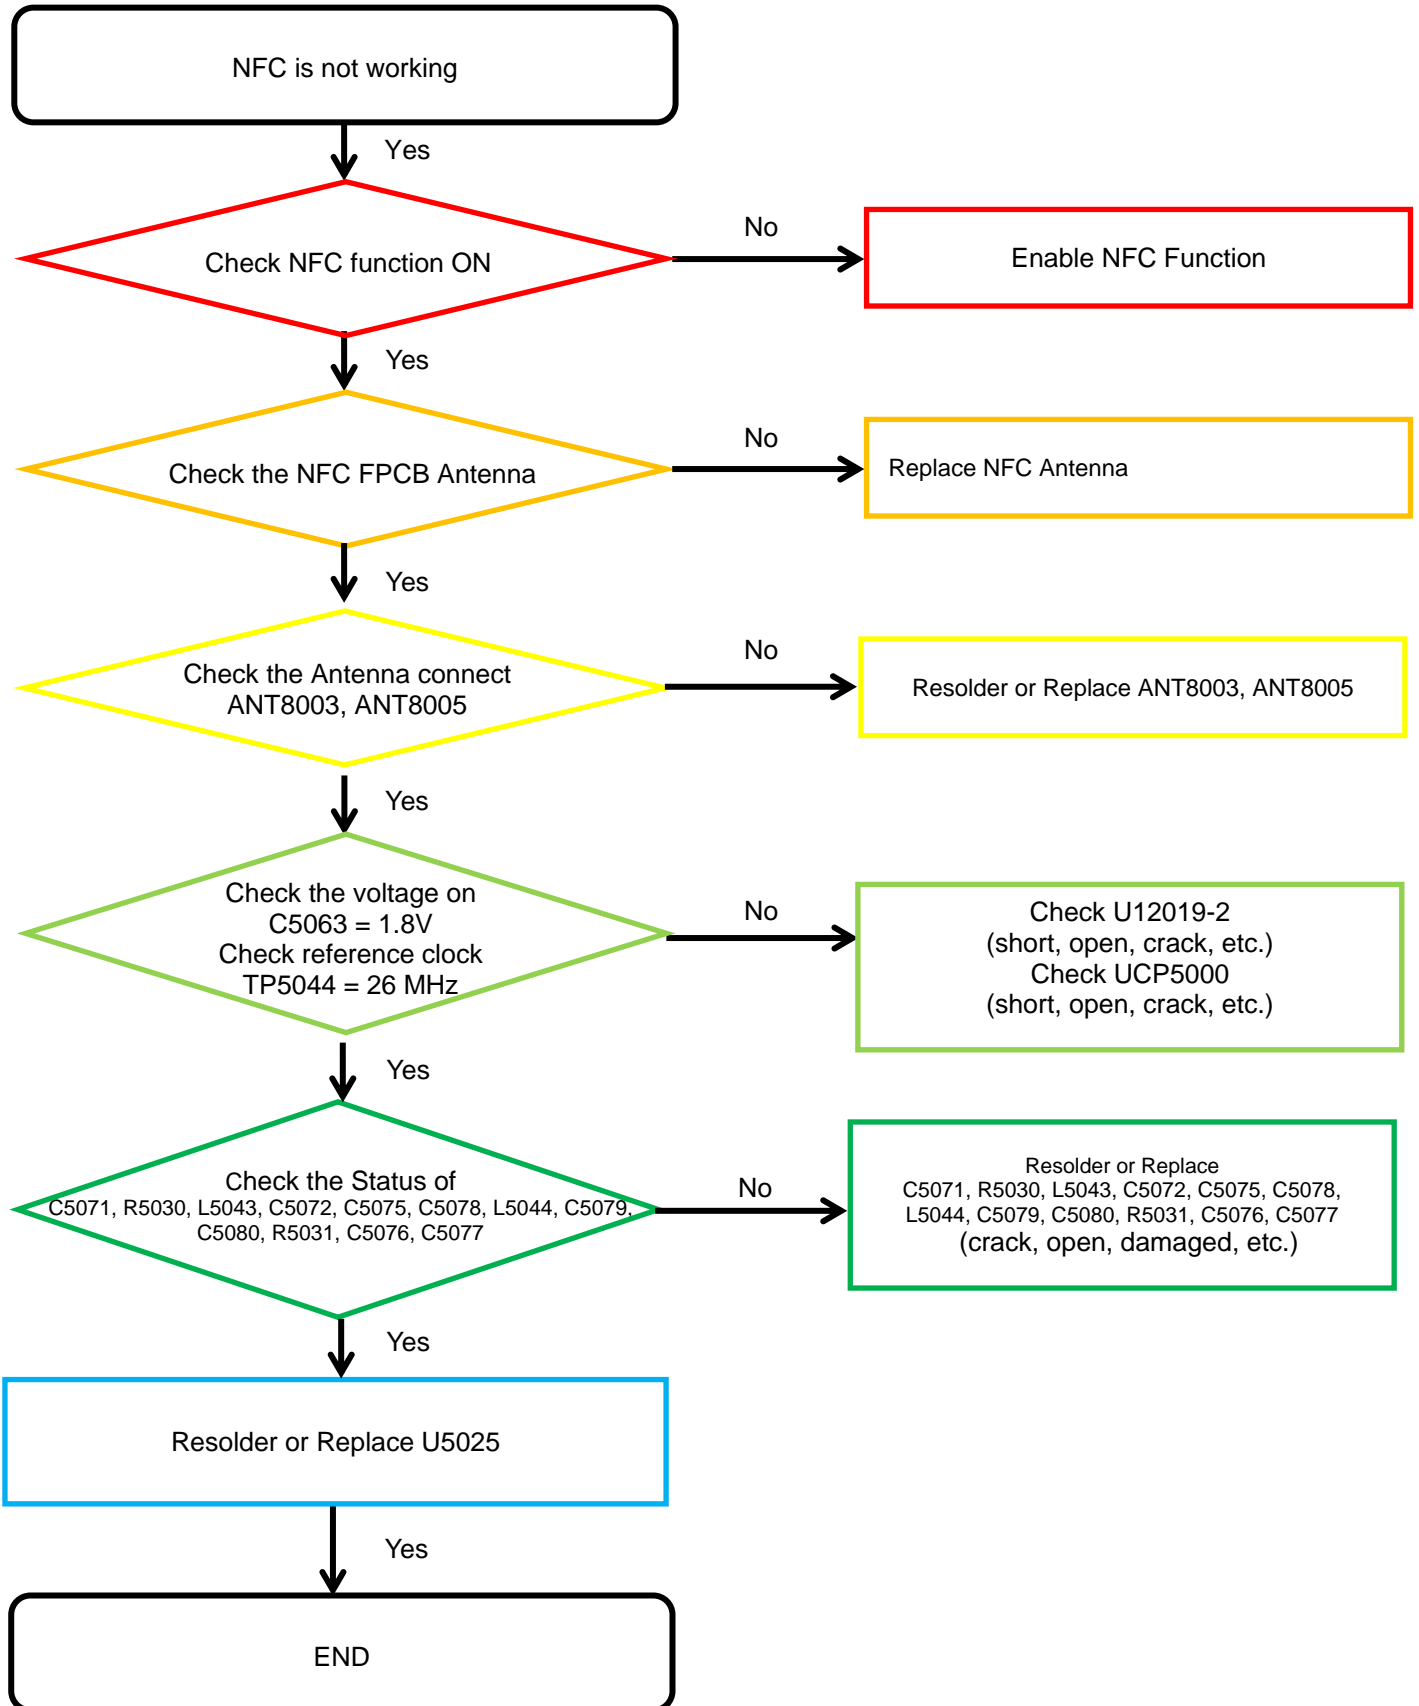 NFC is not working
Yes
Check NFC function ON
No
Enable NFC Function
Yes
Check the NFC FPCB Antenna
No
Replace NFC Antenna
Yes
Check the Antenna connect
ANT8003, ANT8005
No
Resolder or Replace ANT8003, ANT8005
Yes
Check the voltage on
C5063 = 1.8V
Check reference clock
TP5044 = 26 MHz
No
Check U12019-2
(short, open, crack, etc.)
Check UCP5000
(short, open, crack, etc.)
Yes
Check the Status of
C5071, R5030, L5043, C5072, C5075, C5078, L5044, C5079,
C5080, R5031, C5076, C5077
No
Resolder or Replace
C5071, R5030, L5043, C5072, C5075, C5078,
L5044, C5079, C5080, R5031, C5076, C5077
(crack, open, damaged, etc.)
Yes
Resolder or Replace U5025
Yes
END